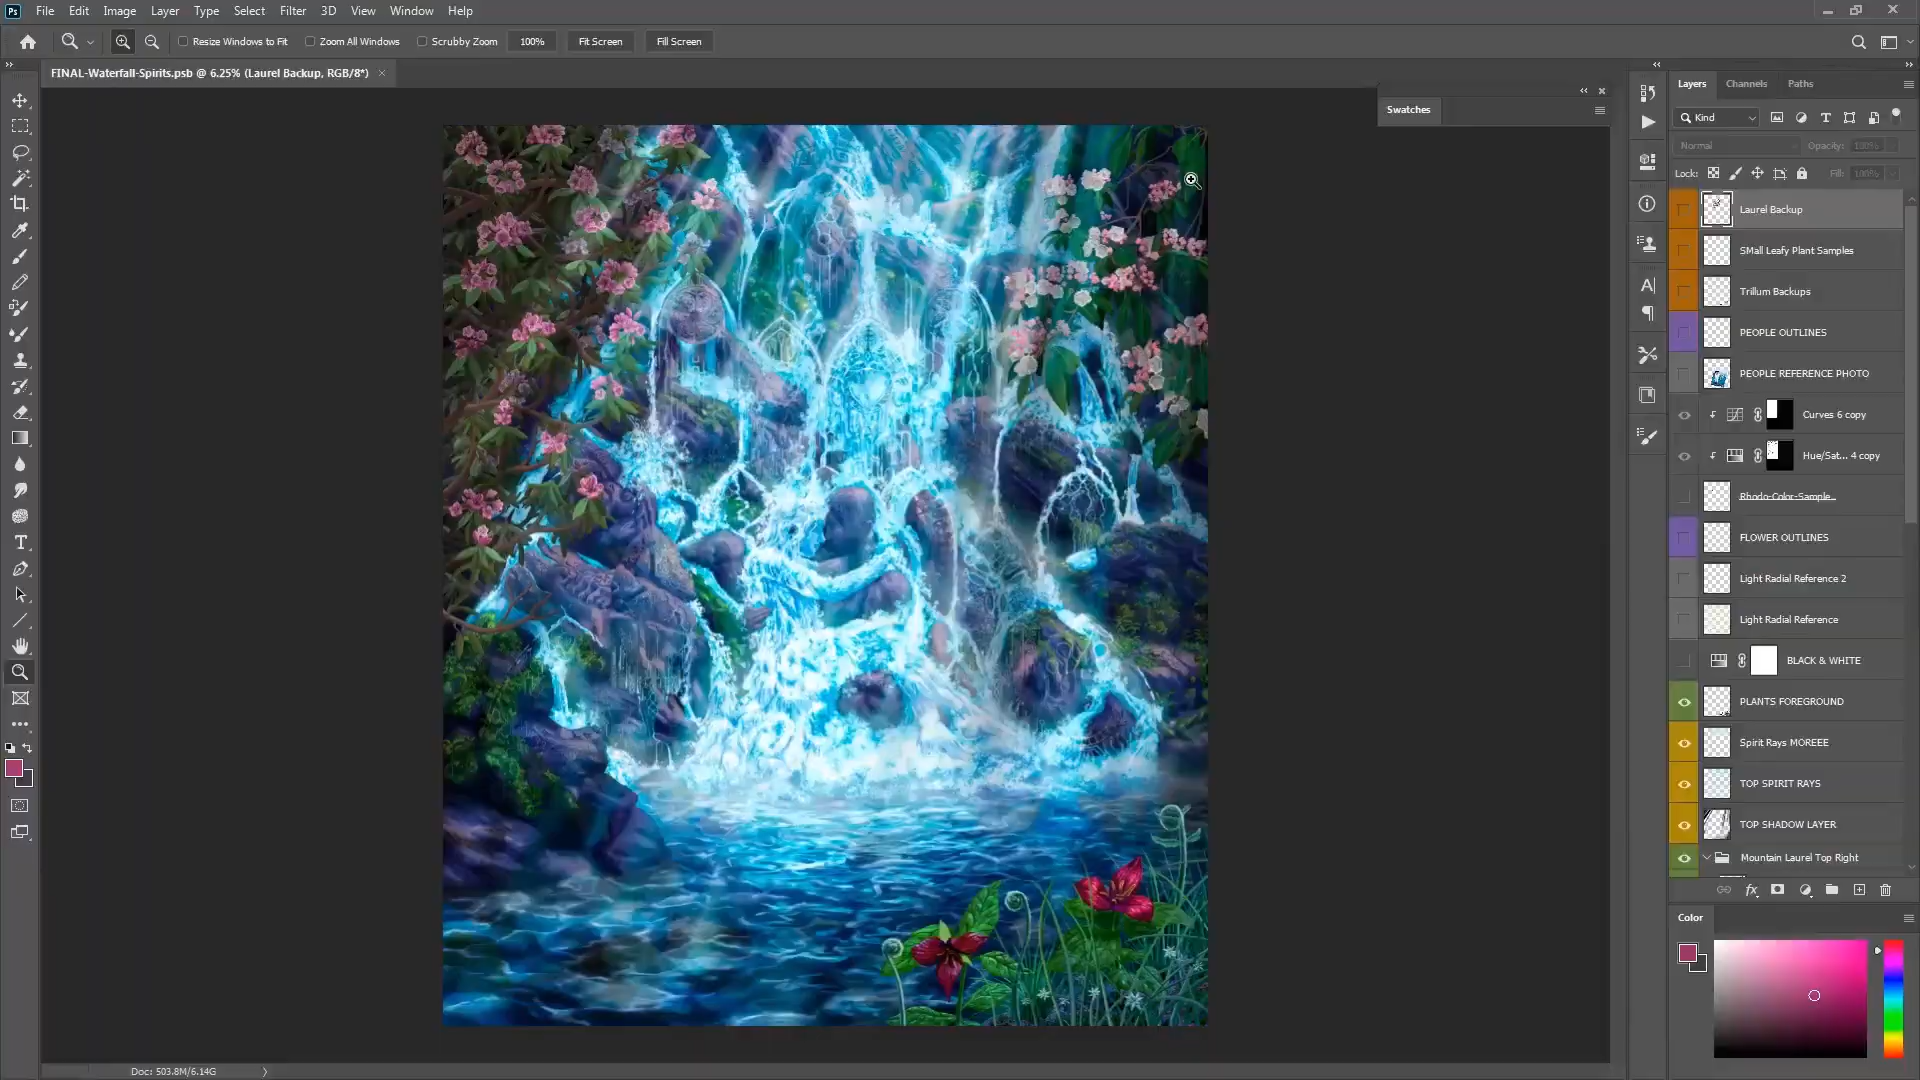 Ps File Edit Image Layer Type Select Filter 3D View Window Help
Resize Windows to Fit Zoom All Windows Scrubby Zoom 100% Fit Screen Fill Screen
FINAL-Waterfall-Spirits.psb @ 6.25% (Laurel Backup, RGB/8*)
Swatches
Layers Channels Paths
Kind
Normal Opacity: 100%
Lock: Fill: 100%
Laurel Backup
SMall Leafy Plant Samples
Trillum Backups
PEOPLE OUTLINES
PEOPLE REFERENCE PHOTO
Curves 6 copy
Hue/Sat... 4 copy
Rhodo-Color-Sample...
FLOWER OUTLINES
Light Radial Reference 2
Light Radial Reference
BLACK & WHITE
PLANTS FOREGROUND
Spirit Rays MOREEE
TOP SPIRIT RAYS
TOP SHADOW LAYER
Mountain Laurel Top Right
fx
Color
Doc: 503.8M/6.14G